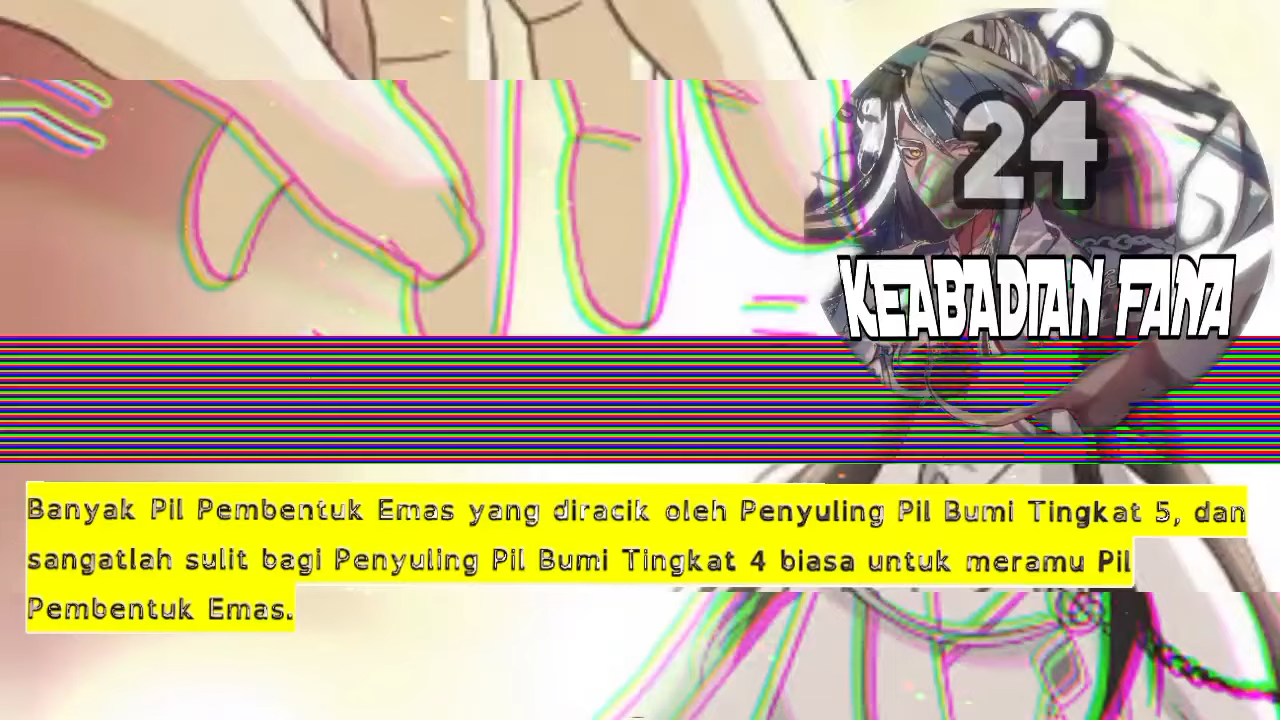 24
KEABADIAN FANA
Banyak Pil Pembentuk Emas yang diracik oleh Penyuling Pil Bumi Tingkat 5, dan
sangatlah sulit bagi Penyuling Pil Bumi Tingkat 4 biasa untuk meramu Pil
Pembentuk Emas.